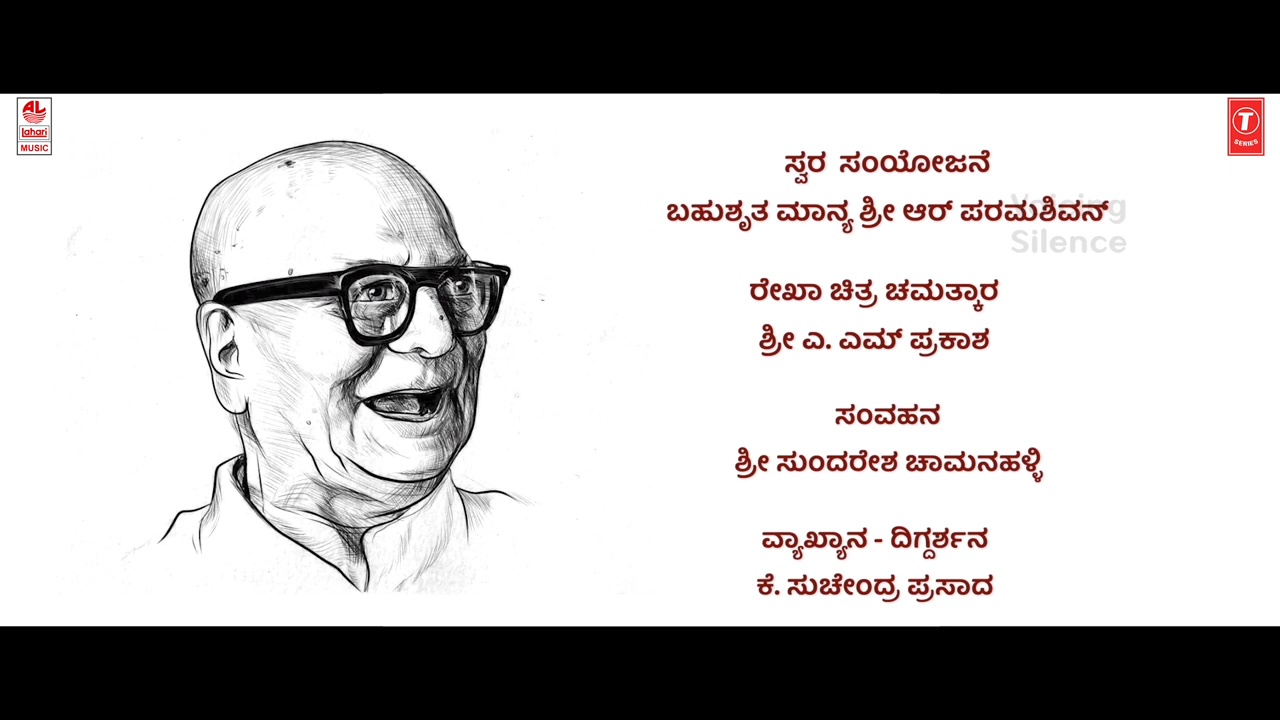 AL
Lahari
MUSIC
T
SERIES
ಸ್ವರ ಸಂಯೋಜನೆ
ಬಹುಶೃತ ಮಾನ್ಯ ಶ್ರೀ ಆರ್ ಪರಮಶಿವನ್
Voicing
Silence
ರೇಖಾ ಚಿತ್ರ ಚಮತ್ಕಾರ
ಶ್ರೀ ಎ. ಎಮ್ ಪ್ರಕಾಶ
ಸಂವಹನ
ಶ್ರೀ ಸುಂದರೇಶ ಚಾಮನಹಳ್ಳಿ
ವ್ಯಾಖ್ಯಾನ - ದಿಗ್ದರ್ಶನ
ಕೆ. ಸುಚೇಂದ್ರ ಪ್ರಸಾದ